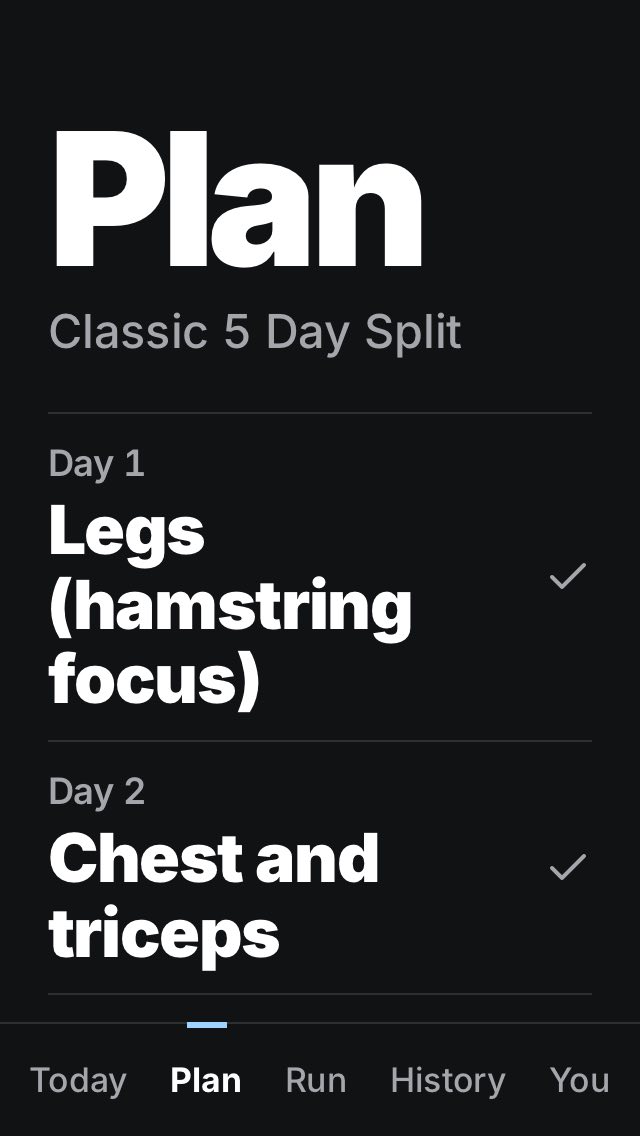 Plan
Classic 5 Day Split
Day 1
Legs
(hamstring
focus)
Day 2
Chest and
triceps
Today Plan Run History You